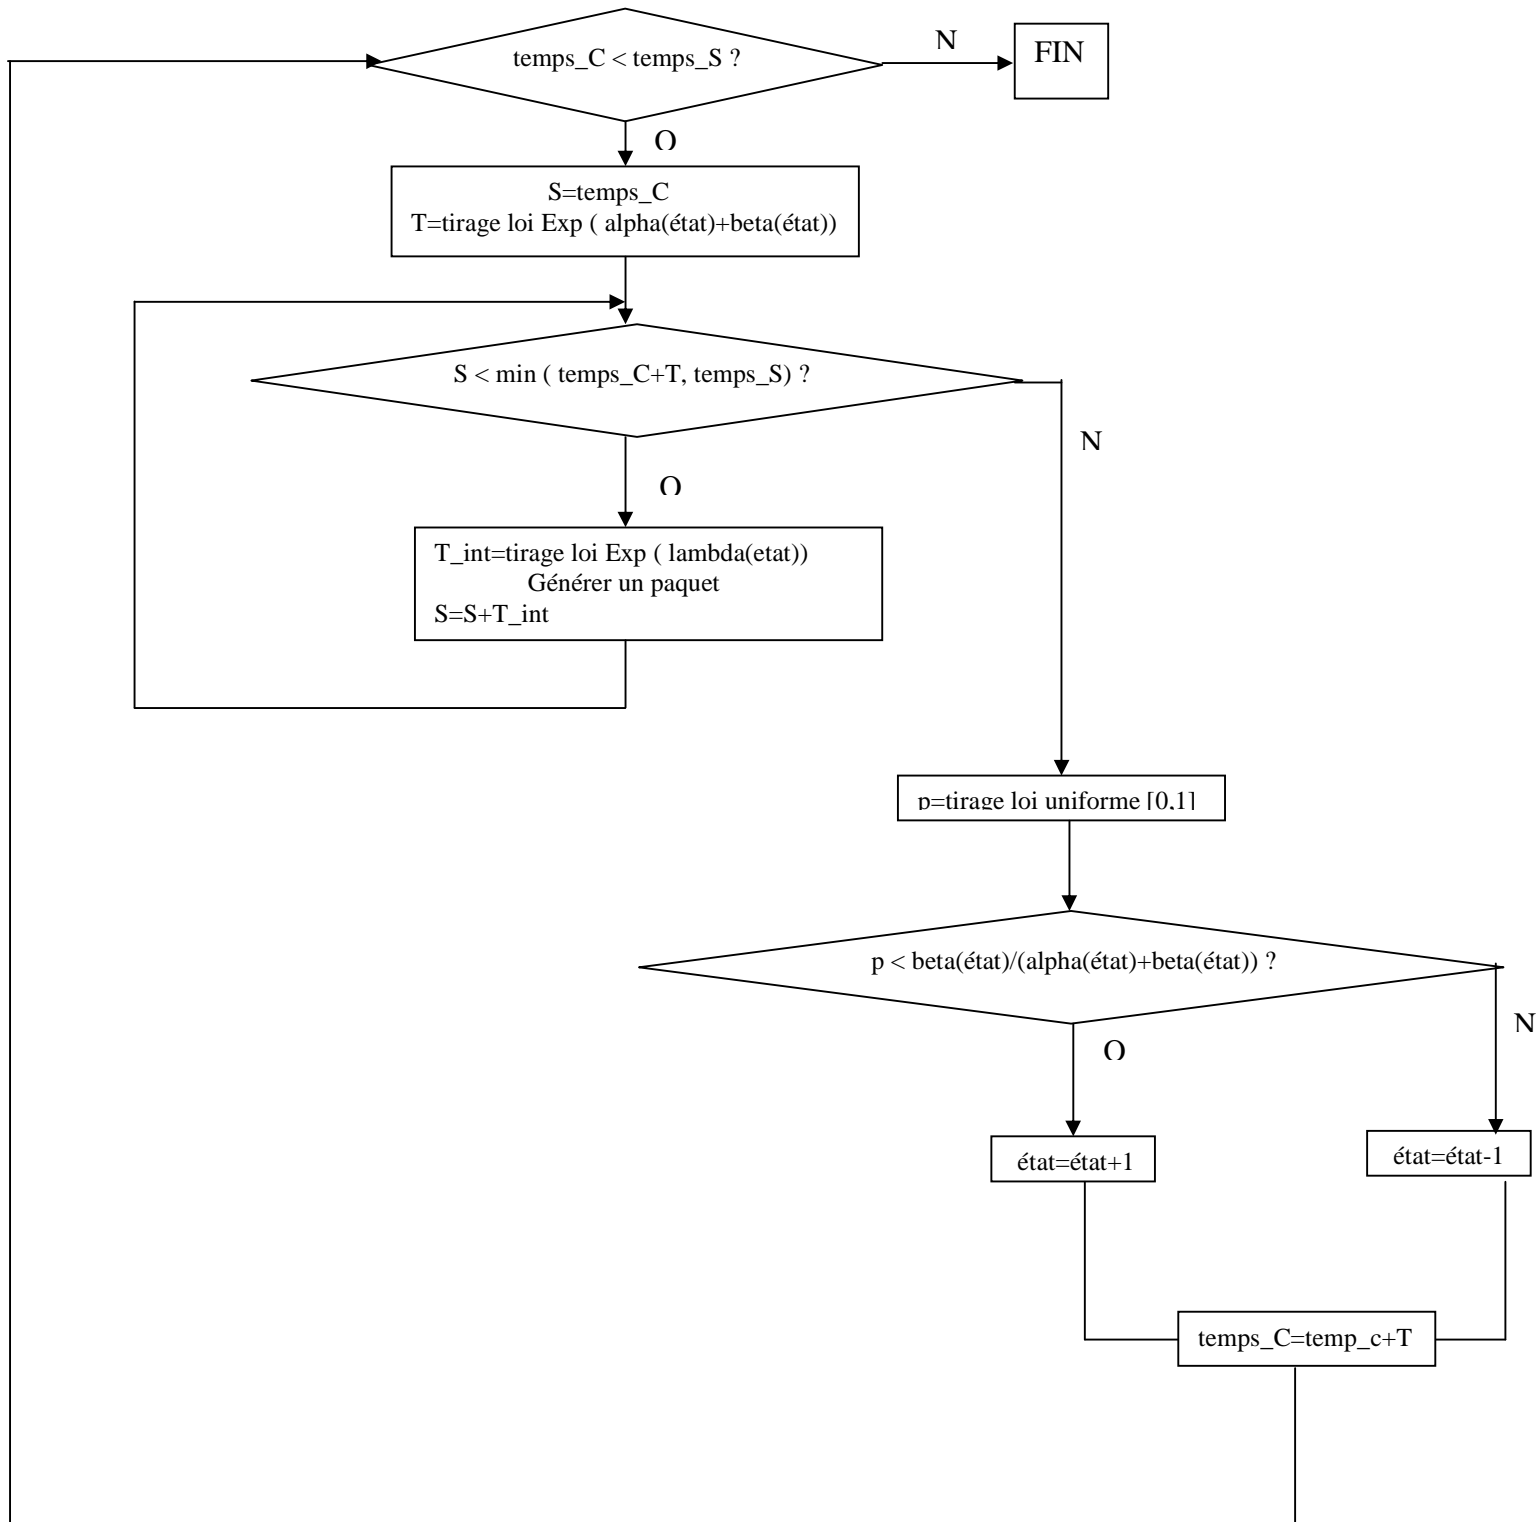 temps_C < temps_S ?
N
FIN
O
S=temps_C
T=tirage loi Exp ( alpha(état)+beta(état))
S < min ( temps_C+T, temps_S) ?
N
O
T_int=tirage loi Exp ( lambda(etat))
Générer un paquet
S=S+T_int
p=tirage loi uniforme [0,1]
p < beta(état)/(alpha(état)+beta(état)) ?
N
O
état=état+1
état=état-1
temps_C=temp_c+T